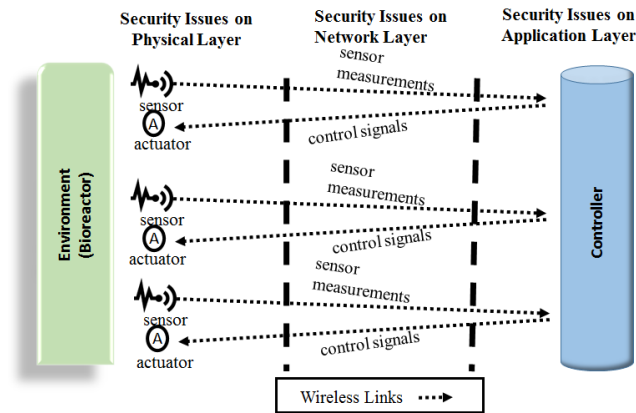 Security Issues on
Physical Layer
Security Issues on
Network Layer
Security Issues on
Application Layer
Environment
(Bioreactor)
sensor
A
actuator
sensor
measurements
control signals
sensor
A
actuator
sensor
measurements
control signals
sensor
A
actuator
sensor
measurements
control signals
Controller
Wireless Links